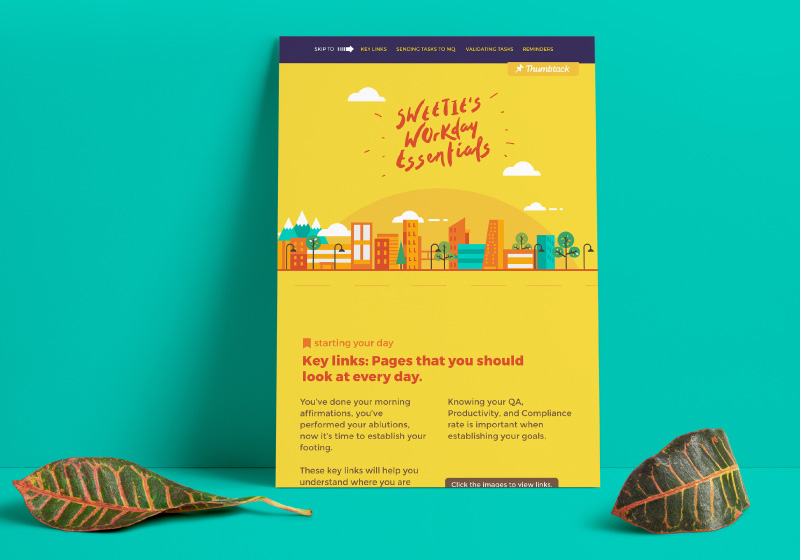 SKIP TO KEY LINKS SENDING TASKS TO MQ VALIDATING TASKS REMINDERS
Thumbtack
SWEETIE'S
WORKday
Essentials
starting your day
Key links: Pages that you should
look at every day.
You've done your morning
affirmations, you've
performed your ablutions,
now it's time to establish your
footing.
These key links will help you
understand where you are
Knowing your QA,
Productivity, and Compliance
rate is important when
establishing your goals.
Click the images to view links.